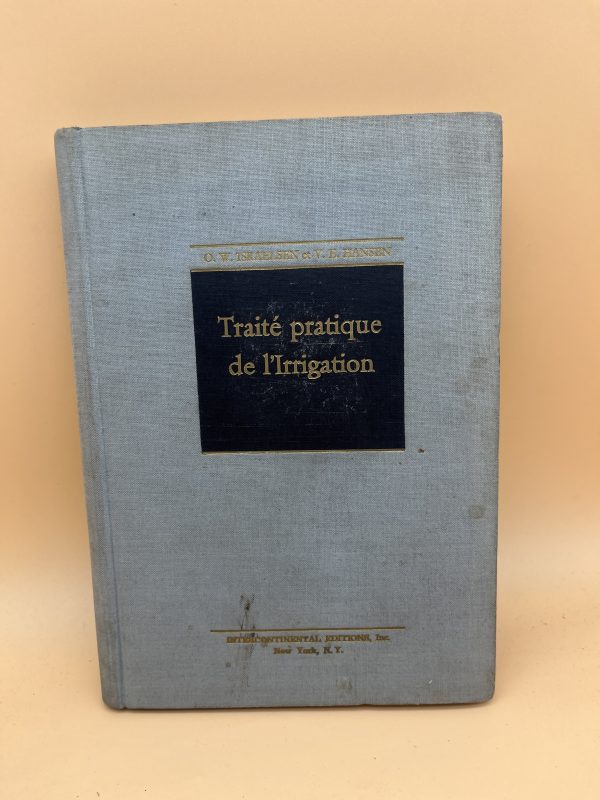 O. W. ISRAELSEN et V. E. HANSEN
Traité pratique
de l'Irrigation
INTERCONTINENTAL EDITIONS, Inc.
New York, N. Y.